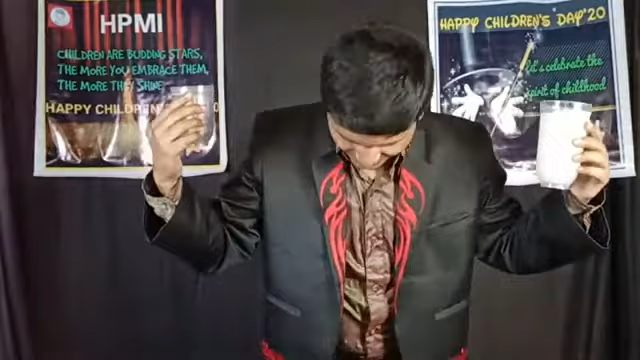 HPMI
CHILDREN ARE BUDDING STARS,
THE MORE YOU EMBRACE THEM,
THE MORE THEY SHINE
HAPPY CHILDREN
HAPPY CHILDREN'S DAY'20
let's celebrate the
spirit of childhood